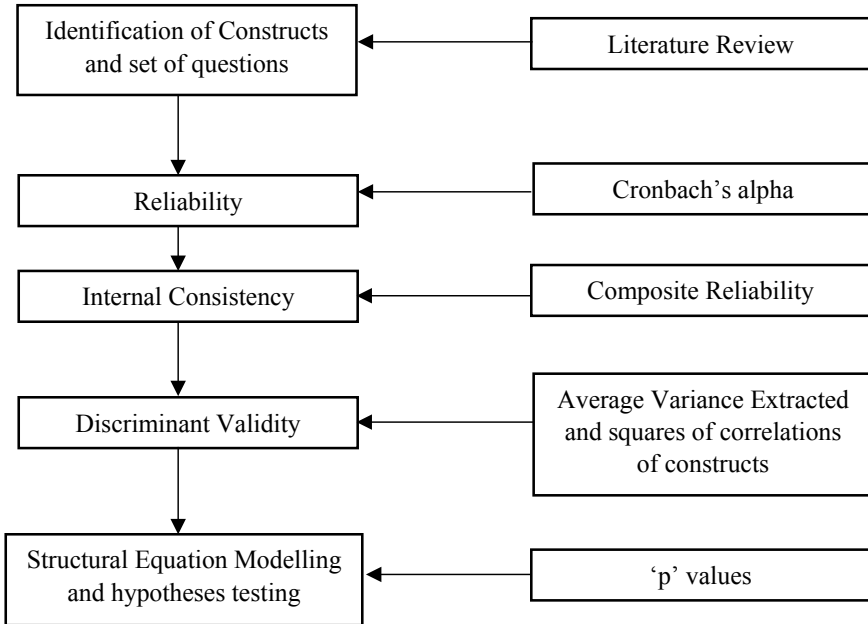 Identification of Constructs
and set of questions
Literature Review
Reliability
Cronbach’s alpha
Internal Consistency
Composite Reliability
Discriminant Validity
Average Variance Extracted
and squares of correlations
of constructs
Structural Equation Modelling
and hypotheses testing
‘p’ values